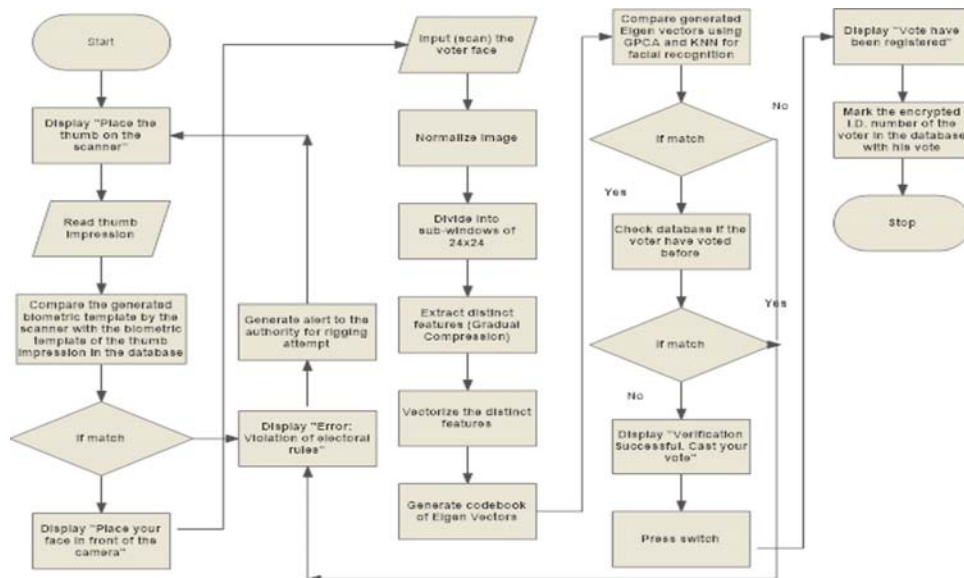 Start
Display "Place the
thumb on the
scanner"
Read thumb
impression
Compare the generated
biometric template by the
scanner with the biometric
template of the thumb
impression in the database
If match
Display "Place your
face in front of the
camera"
Generate alert to the
authority for rigging
attempt
Display "Error:
Violation of electoral
rules"
Input (scan) the
voter face
Normalize image
Divide into
sub-windows of
24x24
Extract distinct
features (Gradual
Compression)
Vectorize the distinct
features
Generate codebook
of Eigen Vectors
Compare generated
Eigen vectors using
GPCA and KNN for
facial recognition
No
If match
Yes
Check database if the
voter have voted
before
Yes
If match
No
Display "Verification
Successful, Cast your
vote"
Press switch
Display "Vote have
been registered"
Mark the encrypted
I.D. number of the
voter in the database
with his vote
Stop